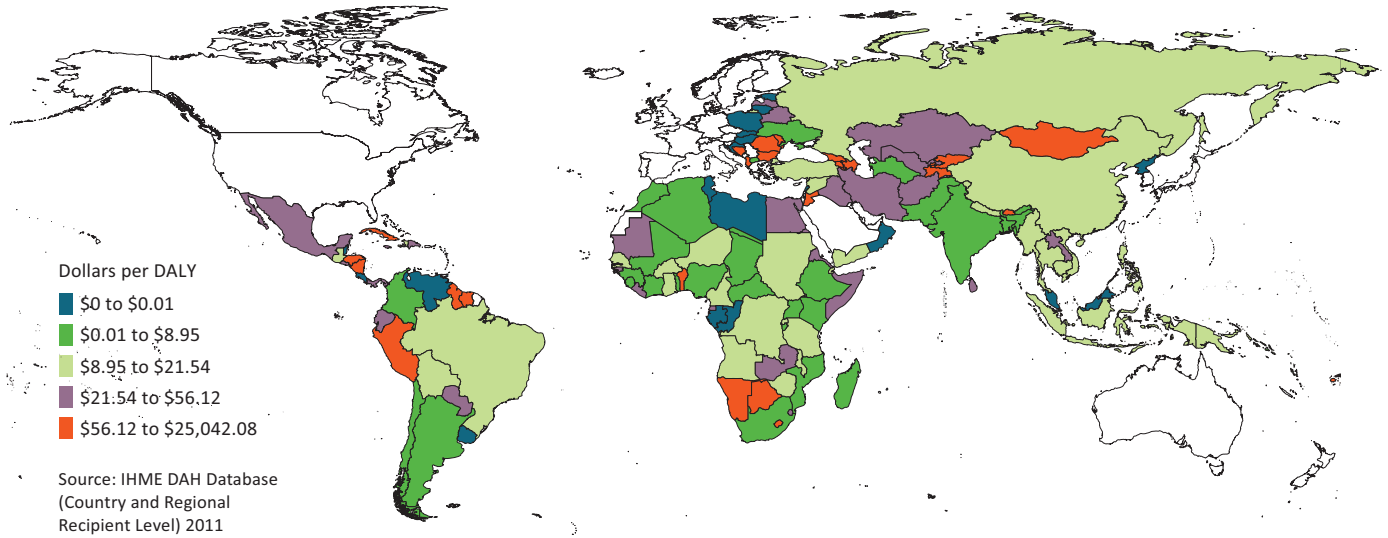 Dollars per DALY
$0 to $0.01
$0.01 to $8.95
$8.95 to $21.54
$21.54 to $56.12
$56.12 to $25,042.08
Source: IHME DAH Database
(Country and Regional
Recipient Level) 2011